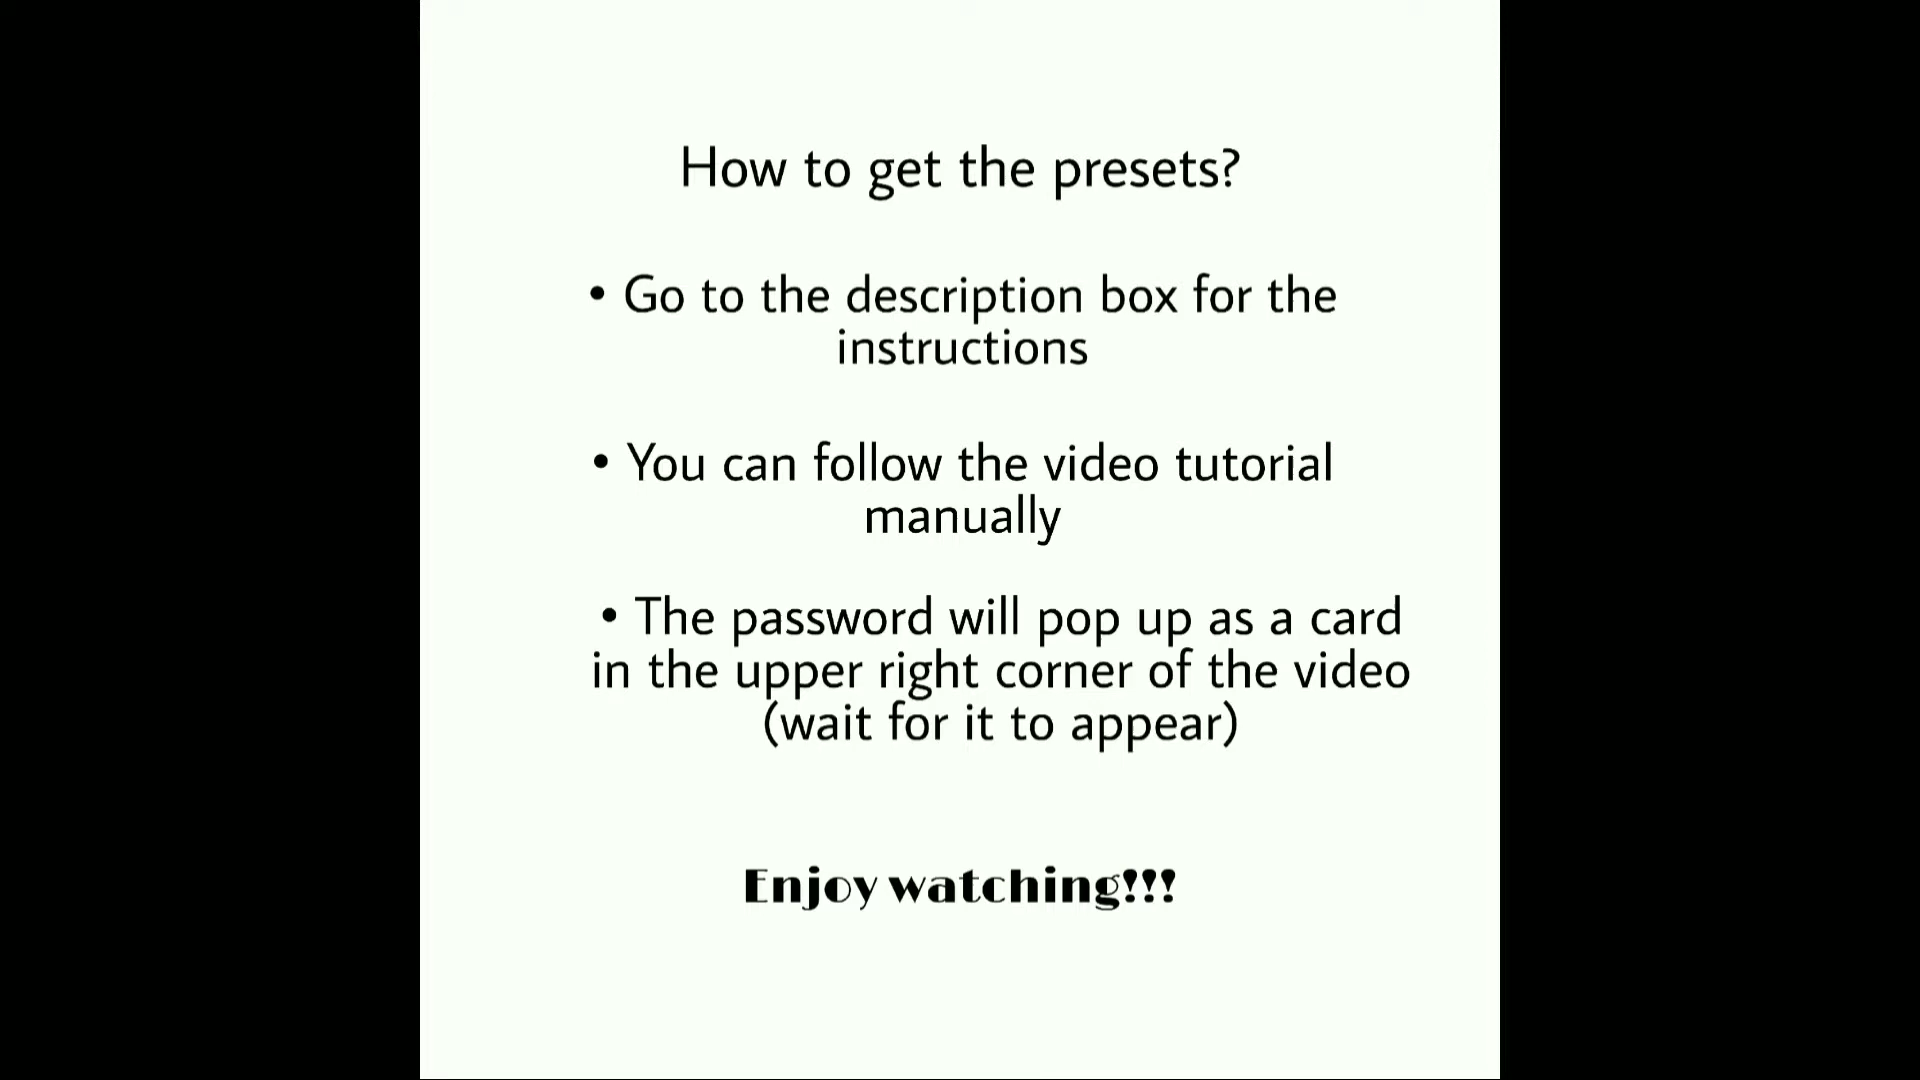 How to get the presets?
• Go to the description box for the
instructions
• You can follow the video tutorial
manually
• The password will pop up as a card
in the upper right corner of the video
(wait for it to appear)
Enjoy watching!!!